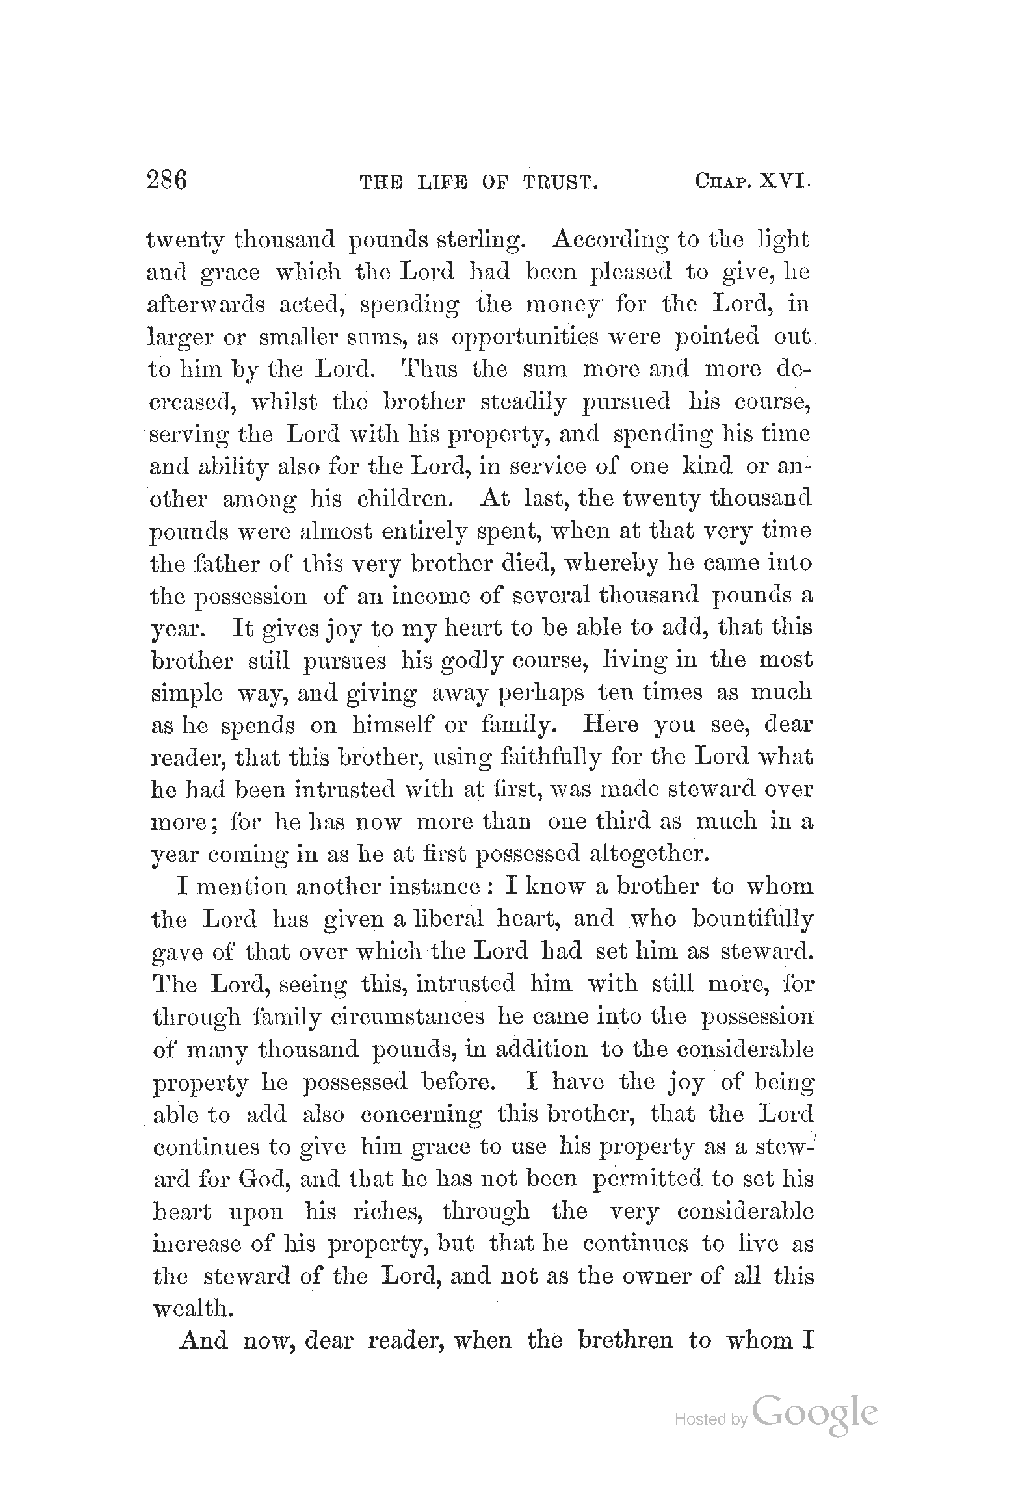 286 THE LIFE OF TRUST. CHAP. XVI.
twenty thousand pounds sterling. According to the light
and grace which the Lord had been pleased to give, he
afterwards acted, spending the money for the Lord, in
larger or smaller sums, as opportunities were pointed out
to him by the Lord. Thus the sum more and more de-
creased, whilst the brother steadily pursued his course,
serving the Lord with his property, and spending his time
and ability also for the Lord, in service of one kind or an-
other among his children. At last, the twenty thousand
pounds were almost entirely spent, when at that very time
the father of this very brother died, whereby he came into
the possession of an income of several thousand pounds a
year. It gives joy to my heart to be able to add, that this
brother still pursues his godly course, living in the most
simple way, and giving away perhaps ten times as much
as he spends on himself or family. Here you see, dear
reader, that this brother, using faithfully for the Lord what
he had been intrusted with at first, was made steward over
more; for he has now more than one third as much in a
year coming in as he at first possessed altogether.
I mention another instance: I know a brother to whom
the Lord has given a liberal heart, and who bountifully
gave of that over which the Lord had set him as steward.
The Lord, seeing this, intrusted him with still more, for
through family circumstances he came into the possession
of many thousand pounds, in addition to the considerable
property he possessed before. I have the joy of being
able to add also concerning this brother, that the Lord
continues to give him grace to use his property as a stew-
ard for God, and that he has not been permitted to set his
heart upon his riches, through the very considerable
increase of his property, but that he continues to live as
the steward of the Lord, and not as the owner of all this
wealth.
And now, dear reader, when the brethren to whom I
Hosted by Google